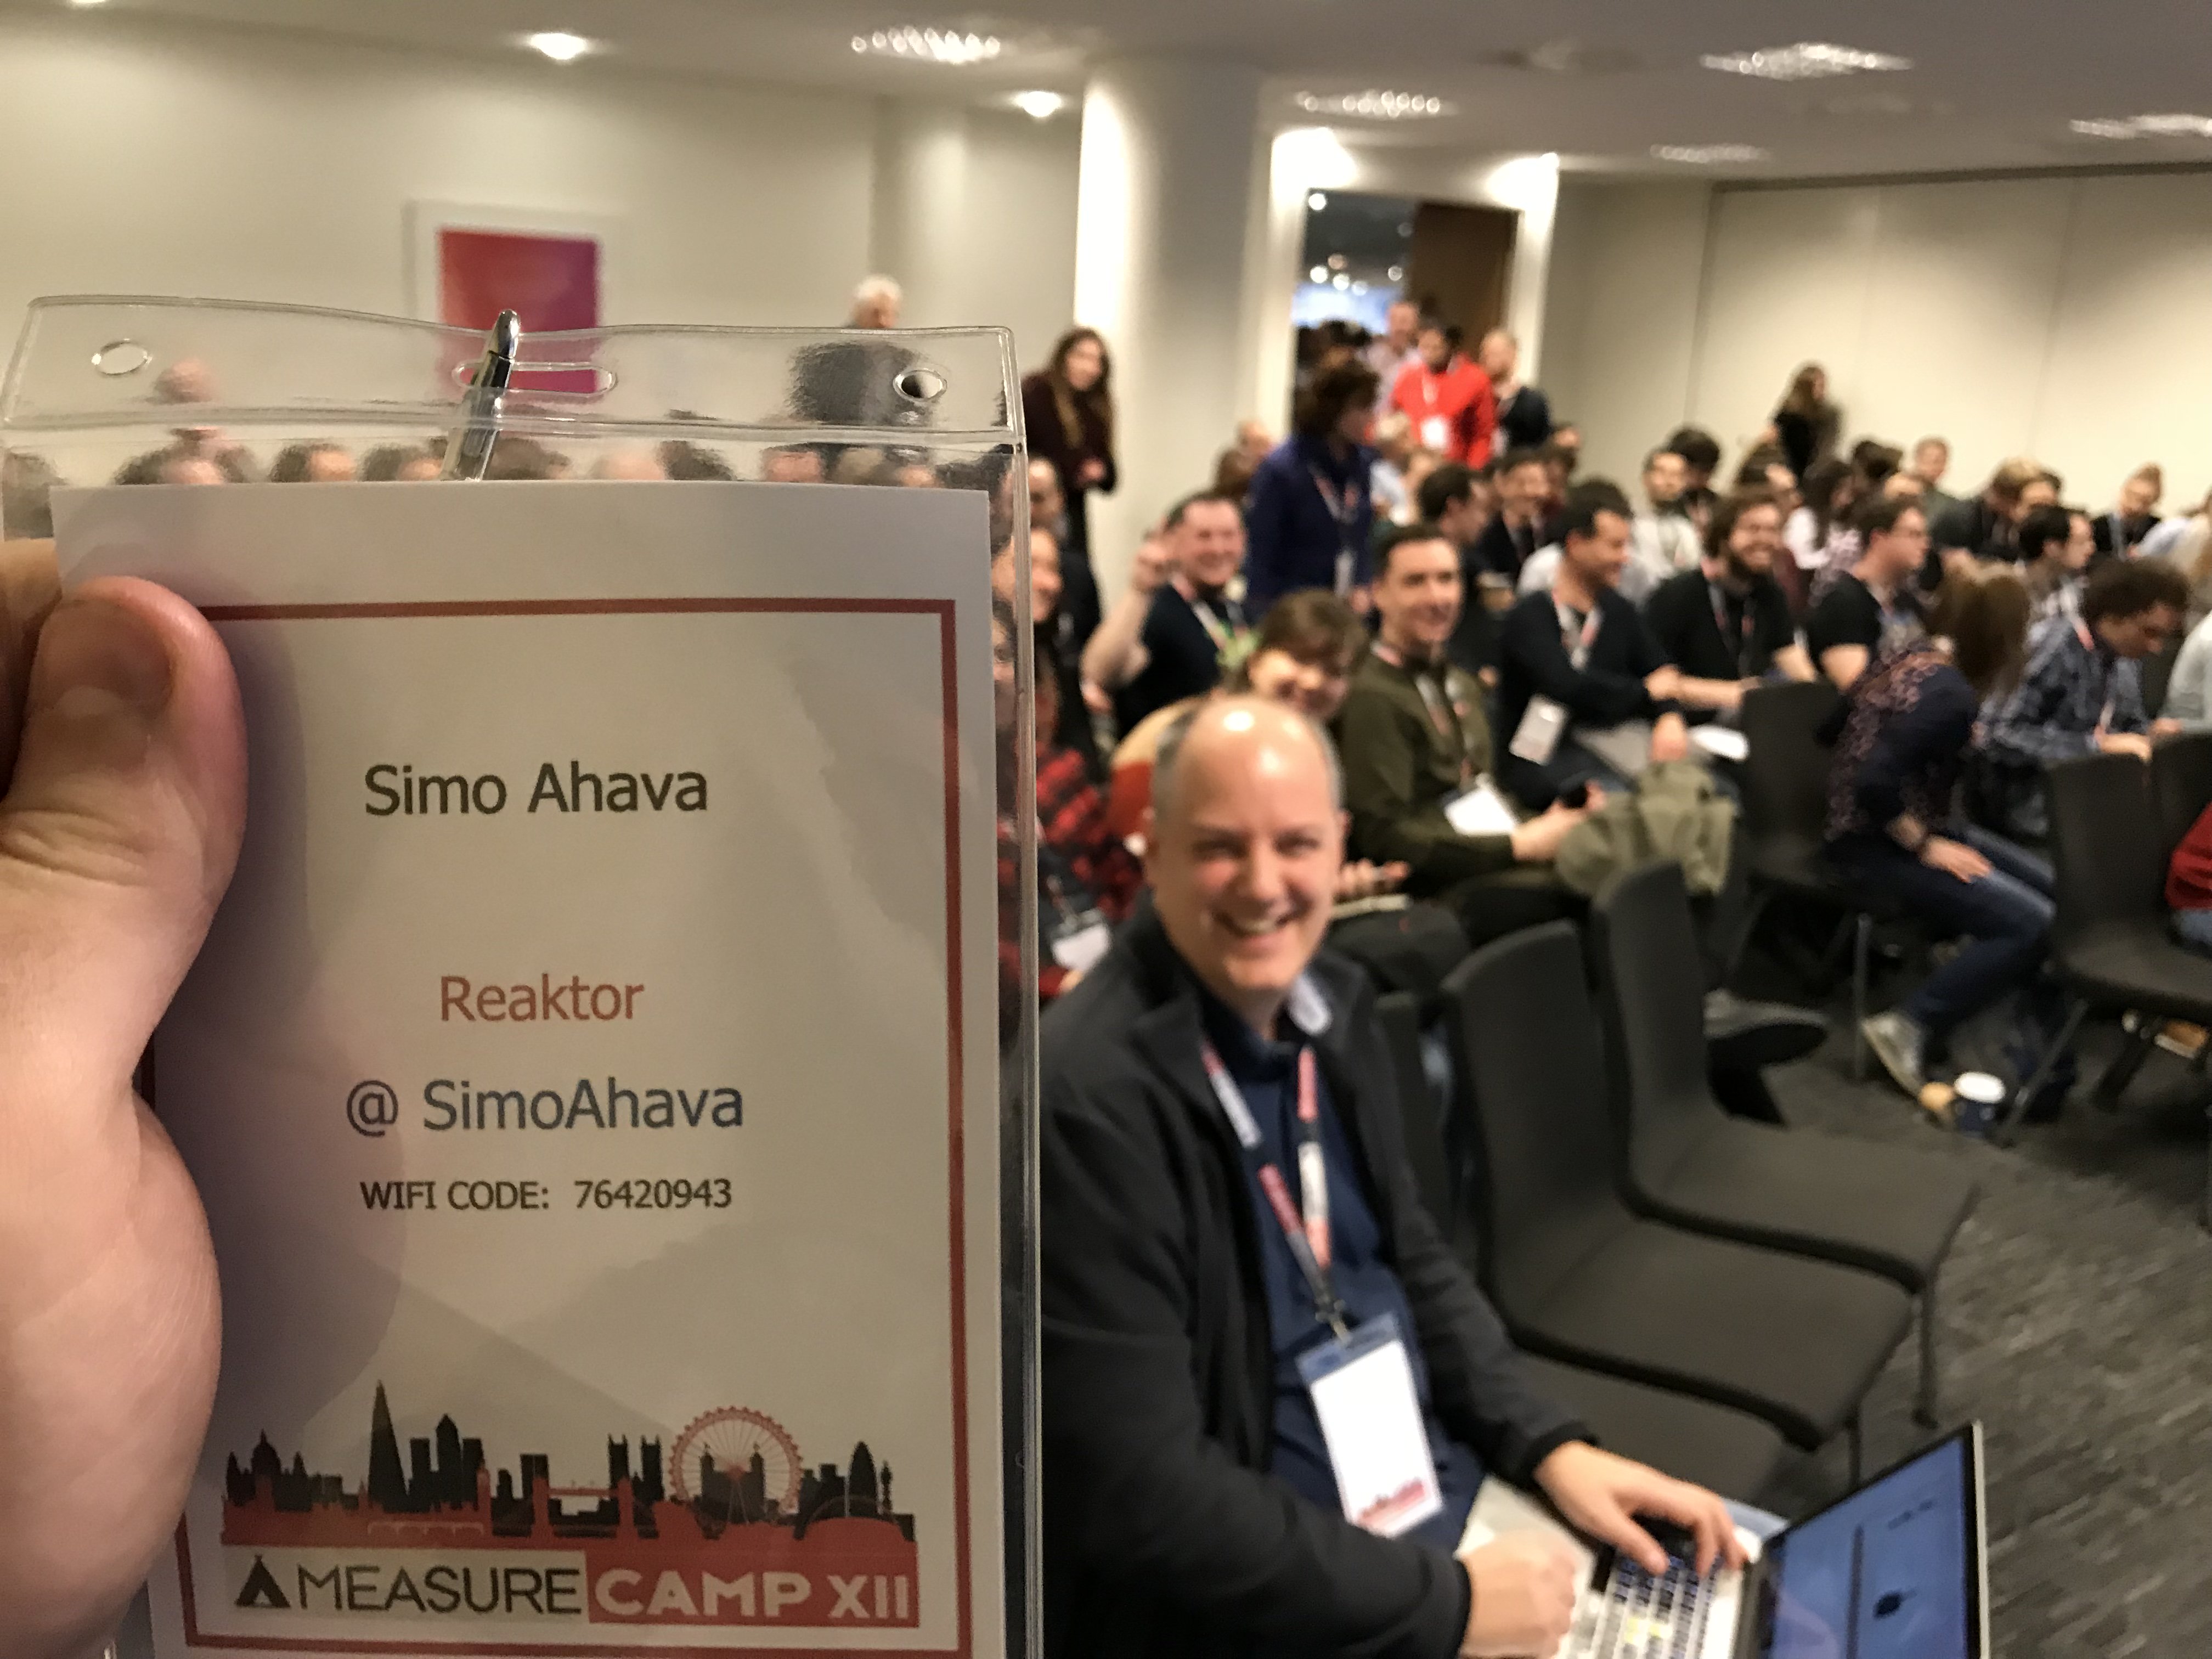 Simo Ahava
Reaktor
@ SimoAhava
WIFI CODE: 76420943
MEASURE CAMP XII